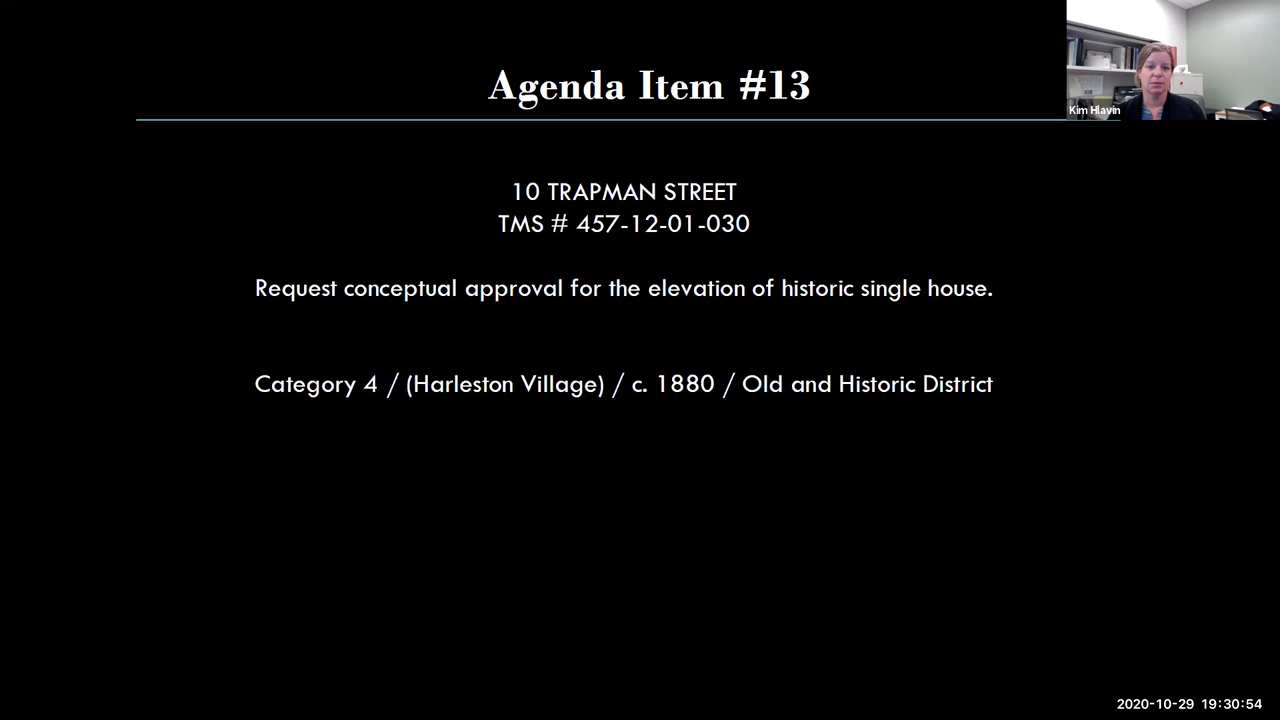 Agenda Item #13
Kim Hlavin
10 TRAPMAN STREET
TMS # 457-12-01-030
Request conceptual approval for the elevation of historic single house.
Category 4 / (Harleston Village) / c. 1880 / Old and Historic District
2020-10-29 19:30:54